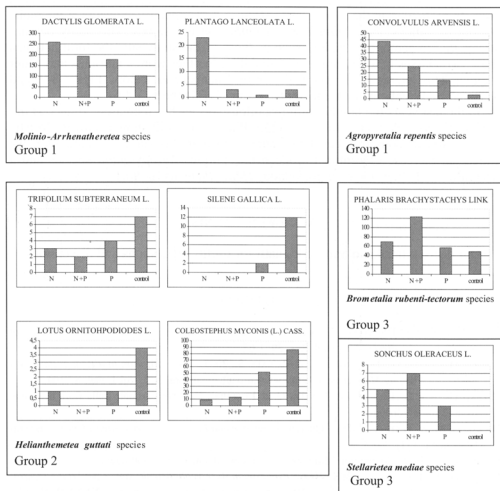 DACTYLIS GLOMERATA L.
300
250
200
150
100
50
0
N N+P P control
PLANTAGO LANCEOLATA L.
25
20
15
10
5
0
N N+P P control
Molinio-Arrhenatheretea species
Group 1
CONVOLVULUS ARVENSIS L.
45
40
35
30
25
20
15
10
5
0
N N+P P control
Agropyretalia repentis species
Group 1
TRIFOLIUM SUBTERRANEUM L.
8
7
6
5
4
3
2
1
0
N N+P P control
SILENE GALLICA L.
14
12
10
8
6
4
2
0
N N+P P control
LOTUS ORNITOHPODIODES L.
4,5
4
3,5
3
2,5
2
1,5
1
0,5
0
N N+P P control
COLEOSTEPHUS MYCONIS (L.) CASS.
100
90
80
70
60
50
40
30
20
10
0
N N+P P control
Helianthemetea guttati species
Group 2
PHALARIS BRACHYSTACHYS LINK
140
120
100
80
60
40
20
0
N N+P P control
Brometalia rubenti-tectorum species
Group 3
SONCHUS OLERACEUS L.
8
7
6
5
4
3
2
1
0
N N+P P control
Stellarietea mediae species
Group 3